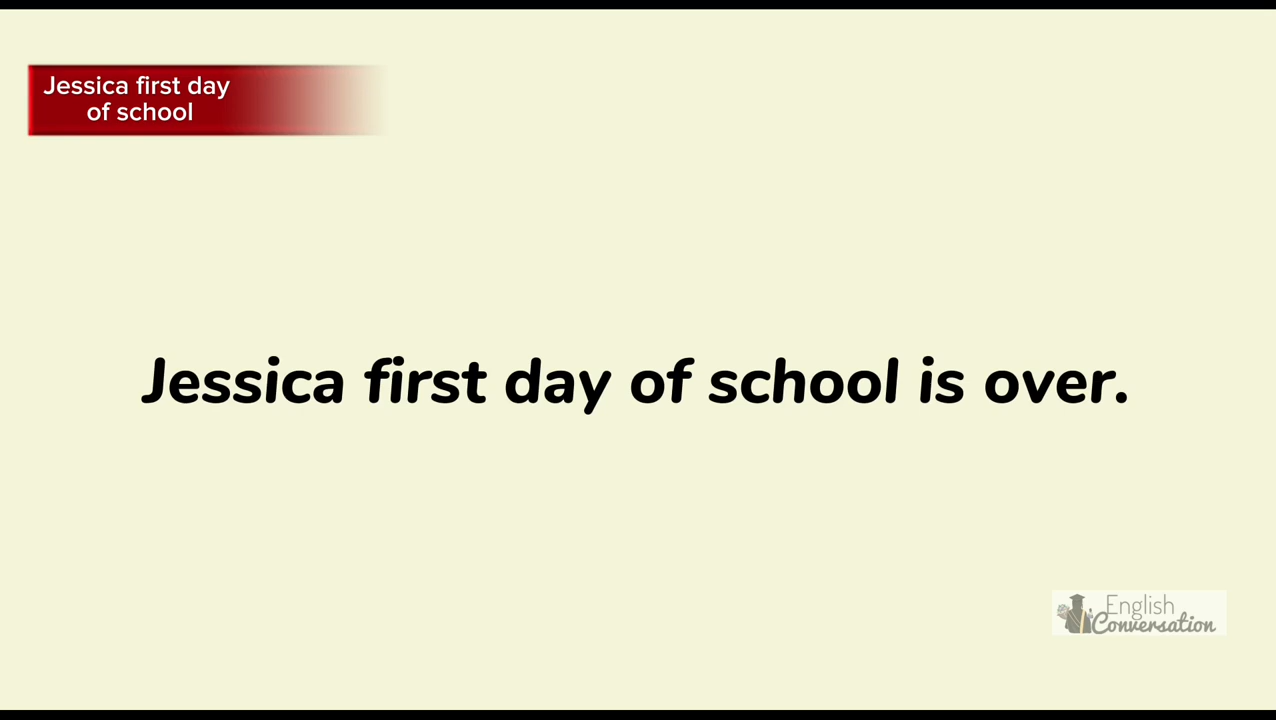 Jessica first day
of school
Jessica first day of school is over.
English
Conversation